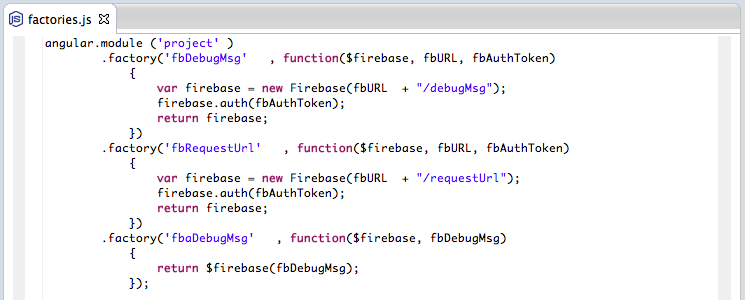 factories.js
angular.module ('project' )
.factory('fbDebugMsg'   , function($firebase, fbURL, fbAuthToken)
{
var firebase = new Firebase(fbURL  + "/debugMsg");
firebase.auth(fbAuthToken);
return firebase;
})
.factory('fbRequestUrl'   , function($firebase, fbURL, fbAuthToken)
{
var firebase = new Firebase(fbURL  + "/requestUrl");
firebase.auth(fbAuthToken);
return firebase;
})
.factory('fbaDebugMsg'   , function($firebase, fbDebugMsg)
{
return $firebase(fbDebugMsg);
});